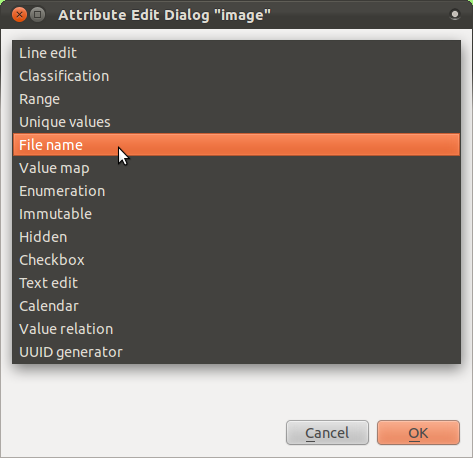 Attribute Edit Dialog "image"
Line edit
Classification
Range
Unique values
File name
Value map
Enumeration
Immutable
Hidden
Checkbox
Text edit
Calendar
Value relation
UUID generator
Cancel OK